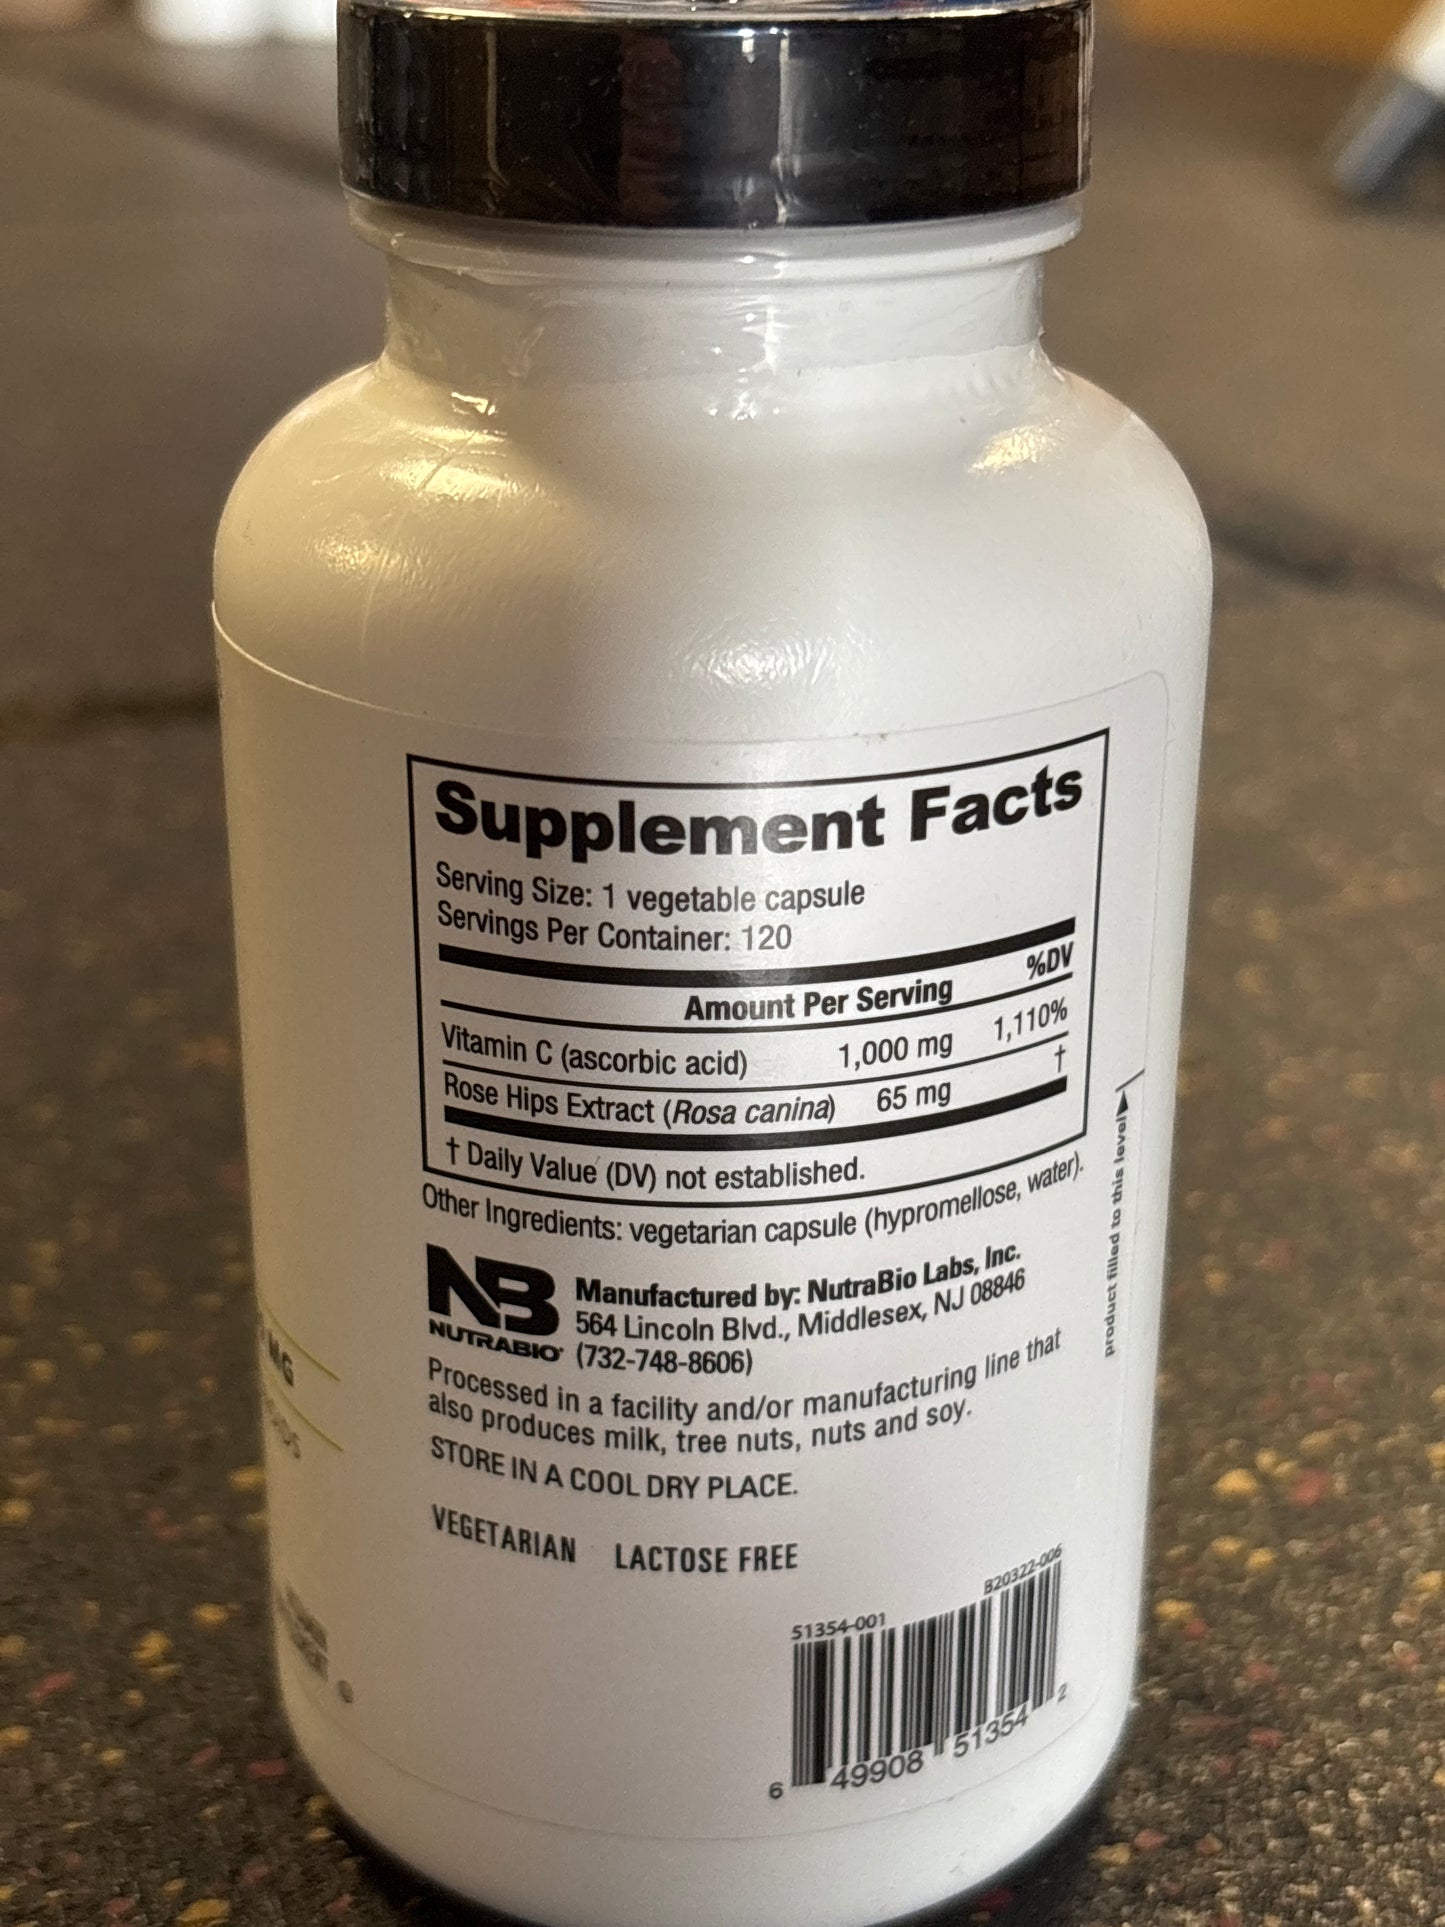 Supplement Facts
Serving Size: 1 vegetable capsule
Servings Per Container: 120
Amount Per Serving %DV
Vitamin C (ascorbic acid) 1,000 mg 1,110%
Rose Hips Extract (Rosa canina) 65 mg †
† Daily Value (DV) not established.
Other Ingredients: vegetarian capsule (hypromellose, water).
NB
NUTRABIO
Manufactured by: NutraBio Labs, Inc.
564 Lincoln Blvd., Middlesex, NJ 08846
(732-748-8606)
Processed in a facility and/or manufacturing line that
also produces milk, tree nuts, nuts and soy.
STORE IN A COOL DRY PLACE.
VEGETARIAN LACTOSE FREE
product filled to this level
MG
51354-001
B20322-006
6 49908 51354 2